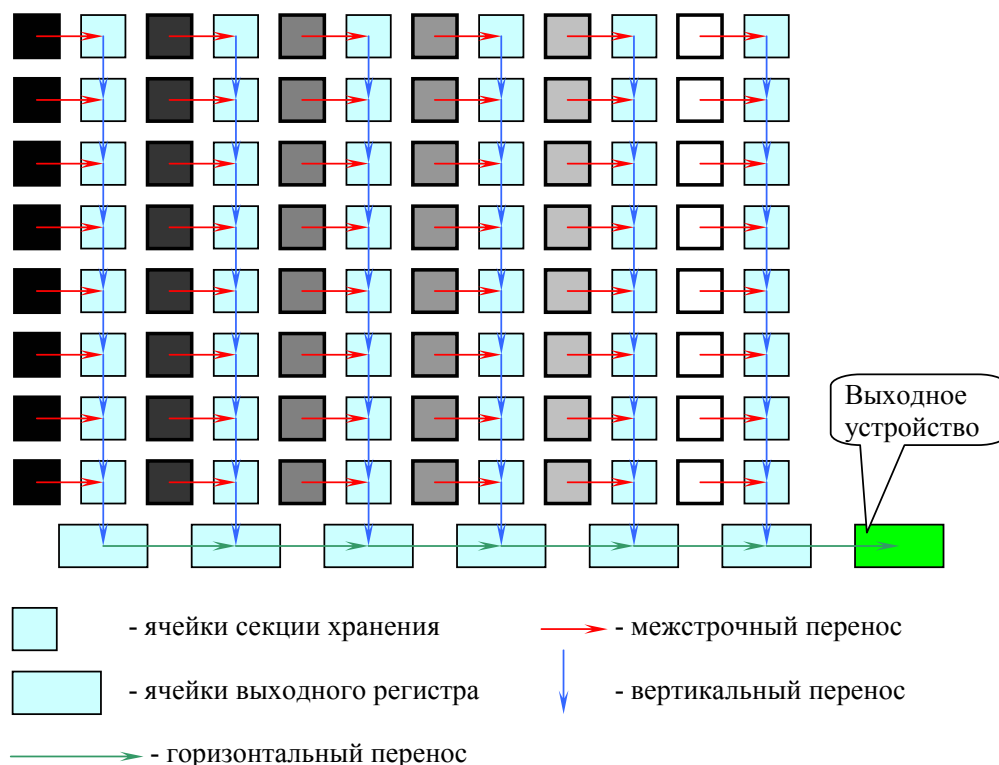 Выходное
устройство
- ячейки секции хранения
- межстрочный перенос
- ячейки выходного регистра
- вертикальный перенос
- горизонтальный перенос